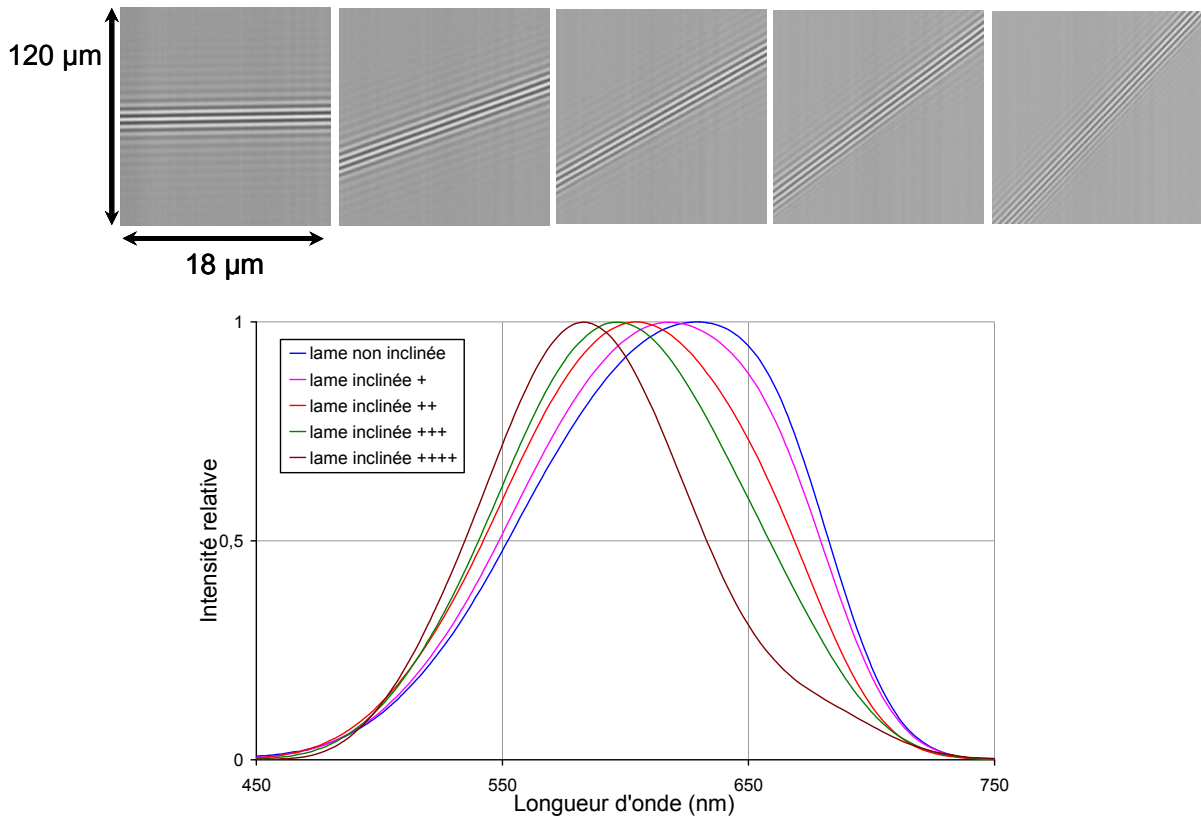 120 µm
18 µm
Intensité relative
1
0,5
0
lame non inclinée
lame inclinée +
lame inclinée ++
lame inclinée +++
lame inclinée ++++
450
550
650
750
Longueur d'onde (nm)